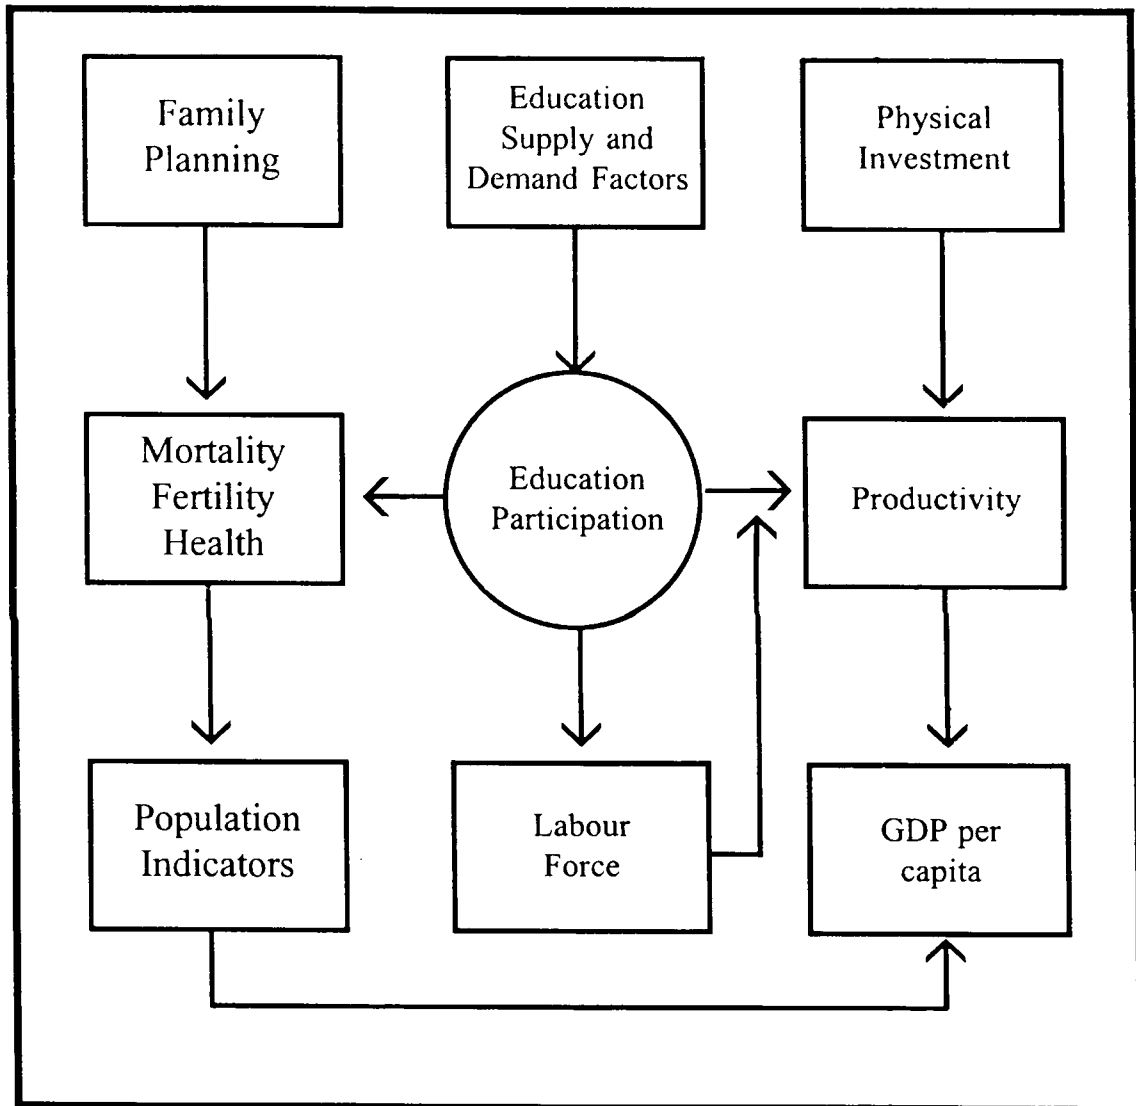 Family
Planning
Education
Supply and
Demand Factors
Physical
Investment
Mortality
Fertility
Health
Education
Participation
Productivity
Population
Indicators
Labour
Force
GDP per
capita